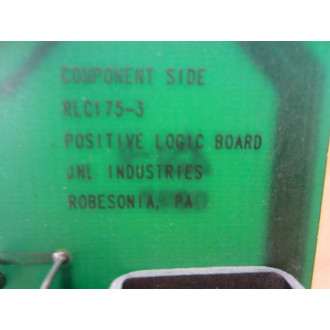 COMPONENT SIDE
RLC175-3
POSITIVE LOGIC BOARD
JNL INDUSTRIES
ROBESONIA, PA